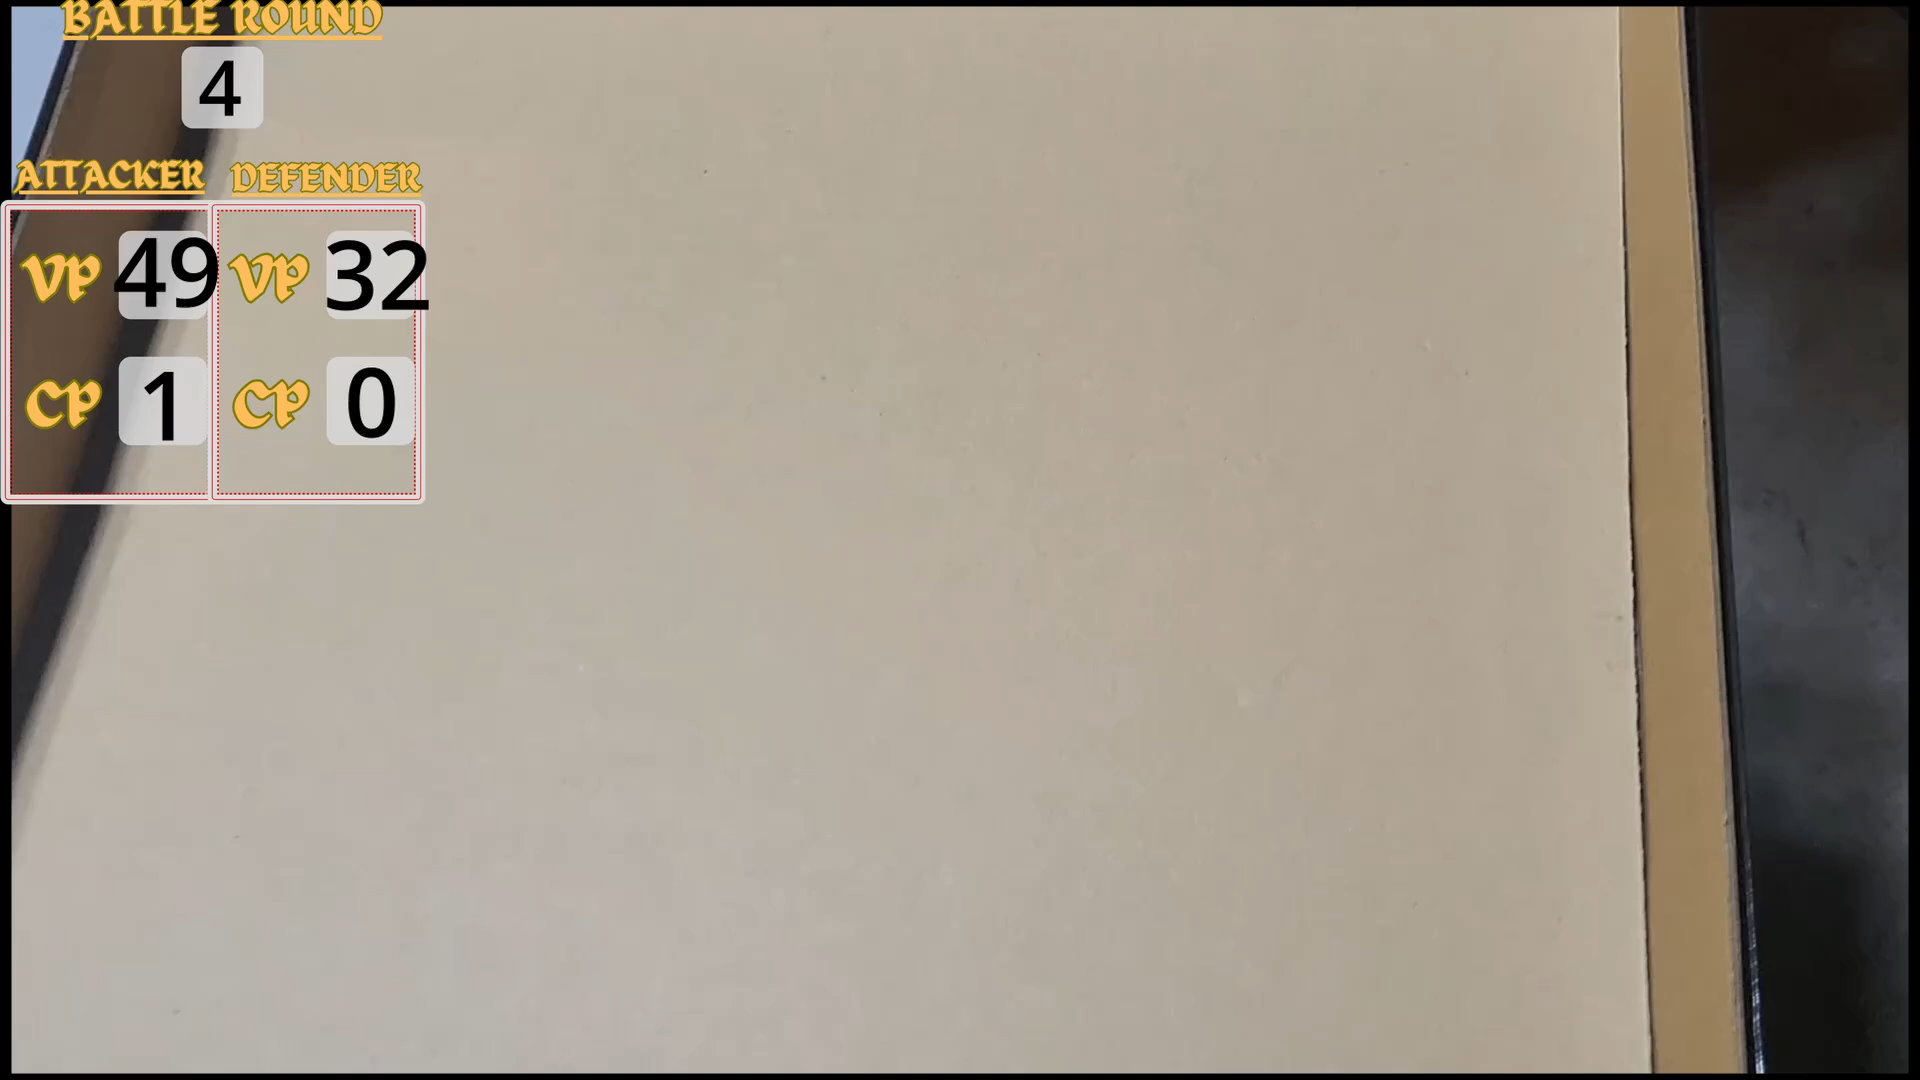 BATTLE ROUND
4
ATTACKER DEFENDER
VP 49 VP 32
CP 1 CP 0